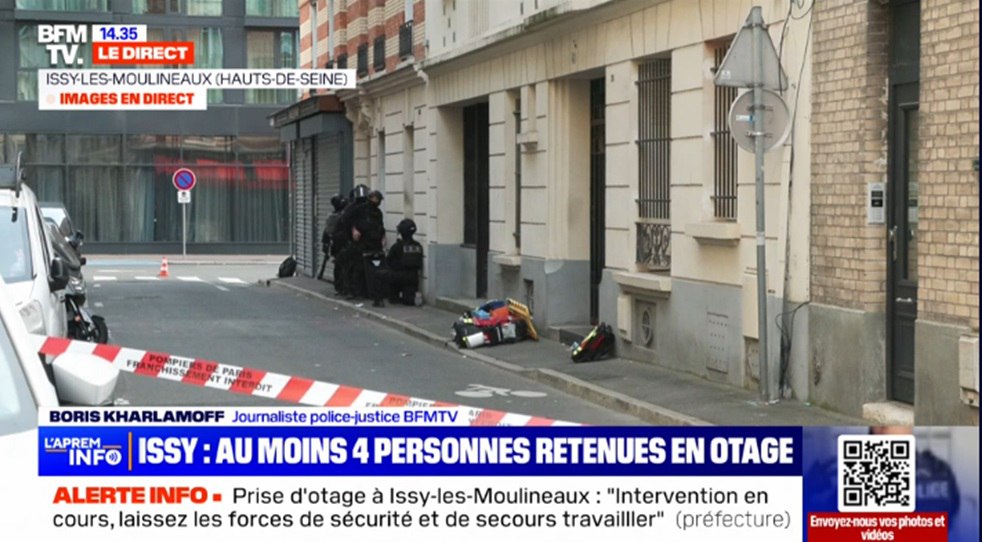 BFM 14.35
TV. LE DIRECT
ISSY-LES-MOULINEAUX (HAUTS-DE-SEINE)
IMAGES EN DIRECT
POMPIERS DE PARIS
FRANCHISSEMENT INTERDIT
BORIS KHARLAMOFF Journaliste police-justice BFMTV
L'APREM
INFO
ISSY : AU MOINS 4 PERSONNES RETENUES EN OTAGE
ALERTE INFO Prise d'otage à Issy-les-Moulineaux : "Intervention en
cours, laissez les forces de sécurité et de secours travailller" (préfecture)
Envoyez-nous vos photos et
vidéos